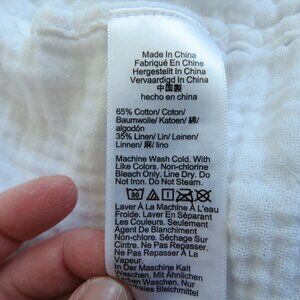 Made In China
Fabriqué En Chine
Hergestellt In China
Vervaardigd In China
中国製
hecho en china
65% Cotton/ Coton/
Baumwolle/ Katoen/ 綿/
algodón
35% Linen/ Lin/ Leinen/
Linnen/ 麻/ lino
Machine Wash Cold. With
Like Colors. Non-chlorine
Bleach Only. Line Dry. Do
Not Iron. Do Not Steam.
30
Laver À La Machine À L'eau
Froide. Laver En Séparant
Les Couleurs. Seulement
Agent De Blanchiment
Non-chlore. Séchage Sur
Cintre. Ne Pas Repasser.
Ne Pas Repasser À La
Vapeur.
In Der Maschine Kalt
Waschen. Mit Ähnlichen
Farben Waschen. Nur
Bleichmittel